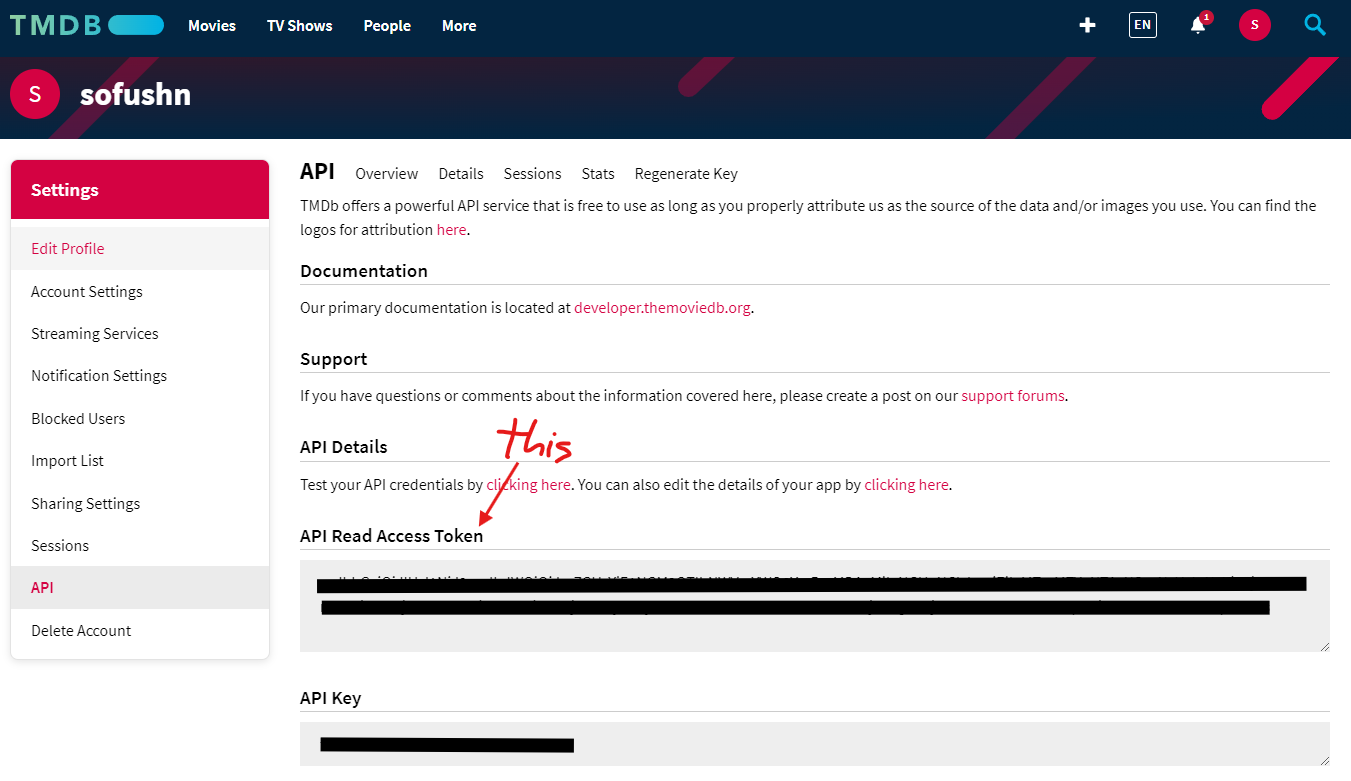 TMDB
Movies TV Shows People More
EN
1
S
S
sofushn
Settings
Edit Profile
Account Settings
Streaming Services
Notification Settings
Blocked Users
Import List
Sharing Settings
Sessions
API
Delete Account
API Overview Details Sessions Stats Regenerate Key
TMDb offers a powerful API service that is free to use as long as you properly attribute us as the source of the data and/or images you use. You can find the
logos for attribution here.
Documentation
Our primary documentation is located at developer.themoviedb.org.
Support
If you have questions or comments about the information covered here, please create a post on our support forums.
this
API Details
Test your API credentials by clicking here. You can also edit the details of your app by clicking here.
API Read Access Token
API Key